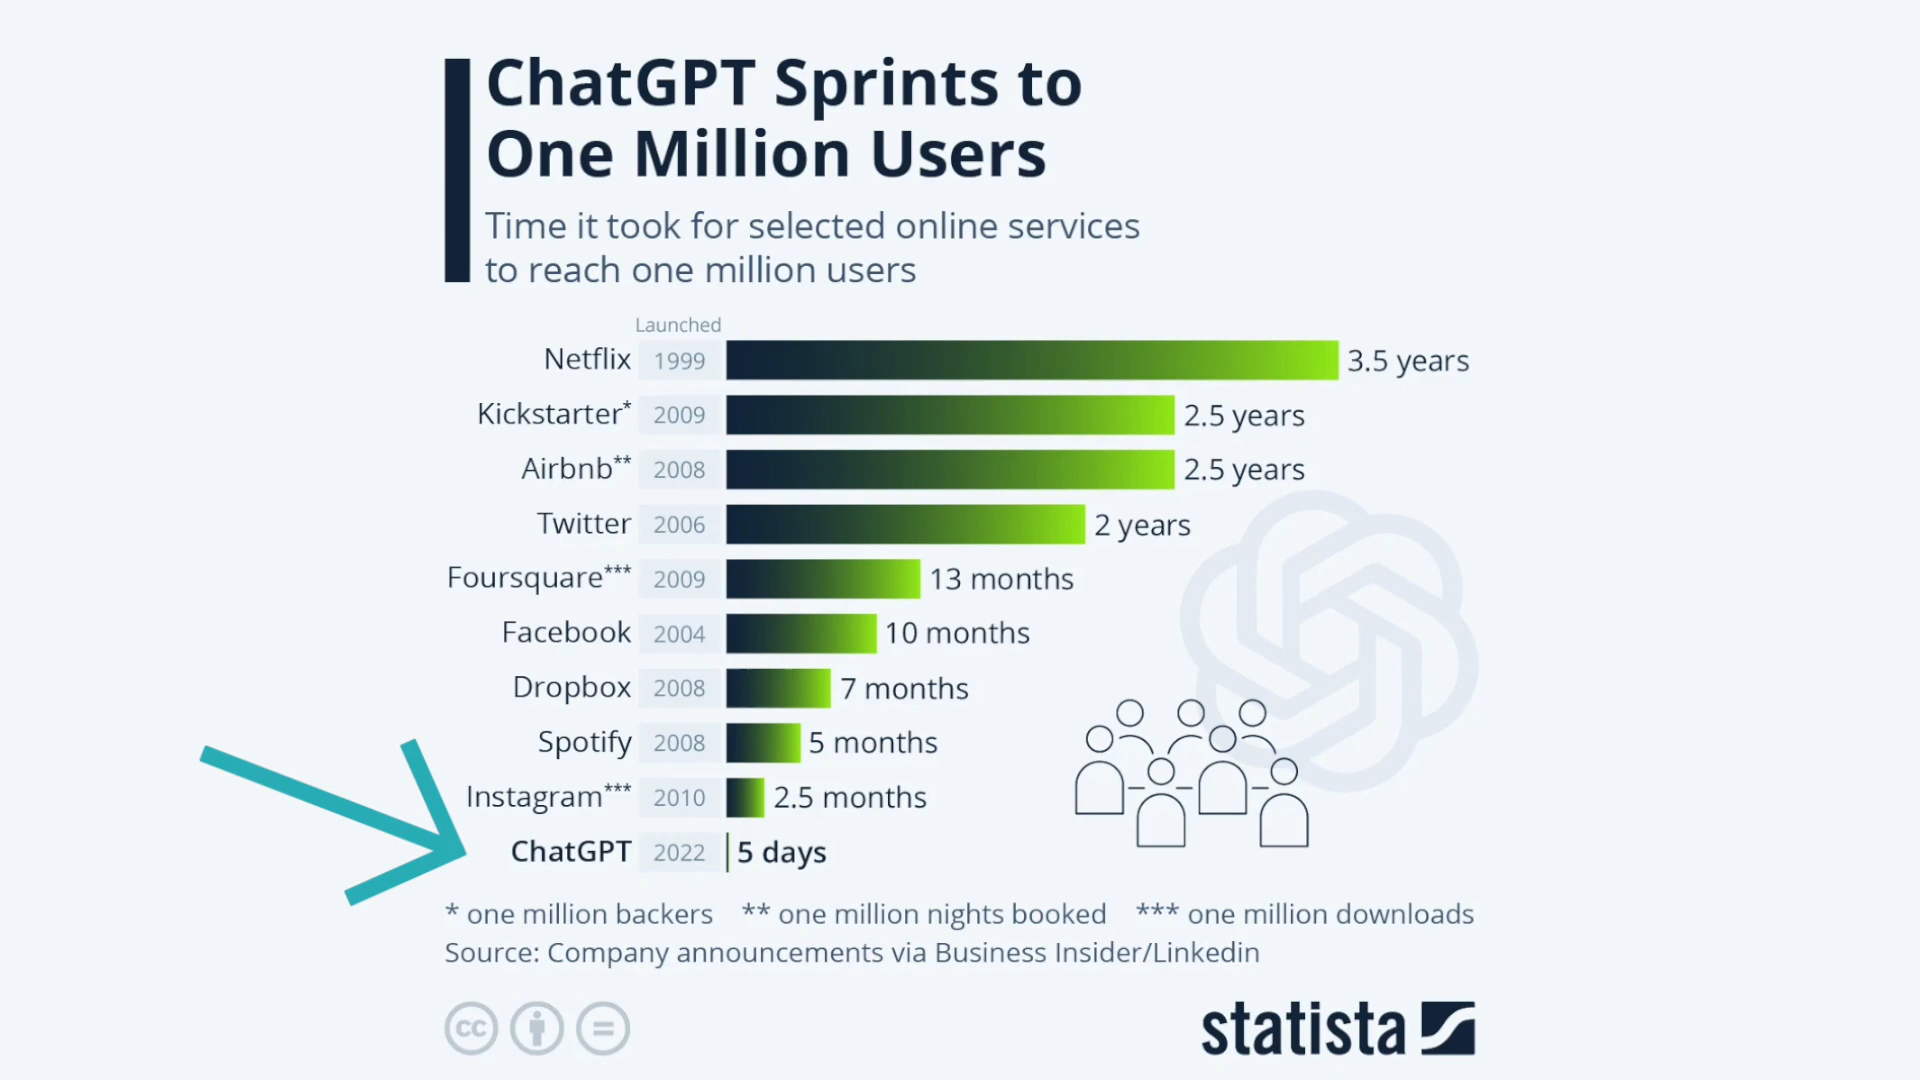 ChatGPT Sprints to
One Million Users
Time it took for selected online services
to reach one million users
Launched
Netflix 1999 3.5 years
Kickstarter* 2009 2.5 years
Airbnb** 2008 2.5 years
Twitter 2006 2 years
Foursquare*** 2009 13 months
Facebook 2004 10 months
Dropbox 2008 7 months
Spotify 2008 5 months
Instagram*** 2010 2.5 months
ChatGPT 2022 5 days
* one million backers ** one million nights booked *** one million downloads
Source: Company announcements via Business Insider/Linkedin
cc = statista